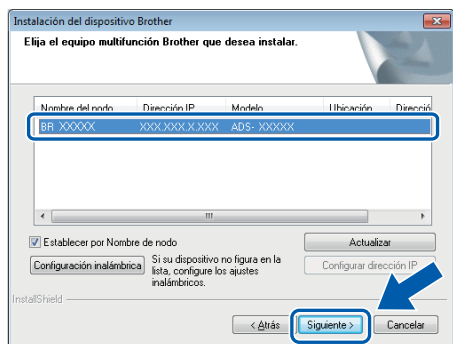 Instalación del dispositivo Brother
Elija el equipo multifunción Brother que desea instalar.
Nombre del nodo Dirección IP Modelo Ubicación Direcció
BR XXXXX XXX.XXX.X.XXX ADS- XXXXX
Establecer por Nombre de nodo
Actualizar
Configuración inalámbrica
Si su dispositivo no figura en la
lista, configure los ajustes
inalámbricos.
Configurar dirección IP
InstallShield
< Atrás Siguiente > Cancelar